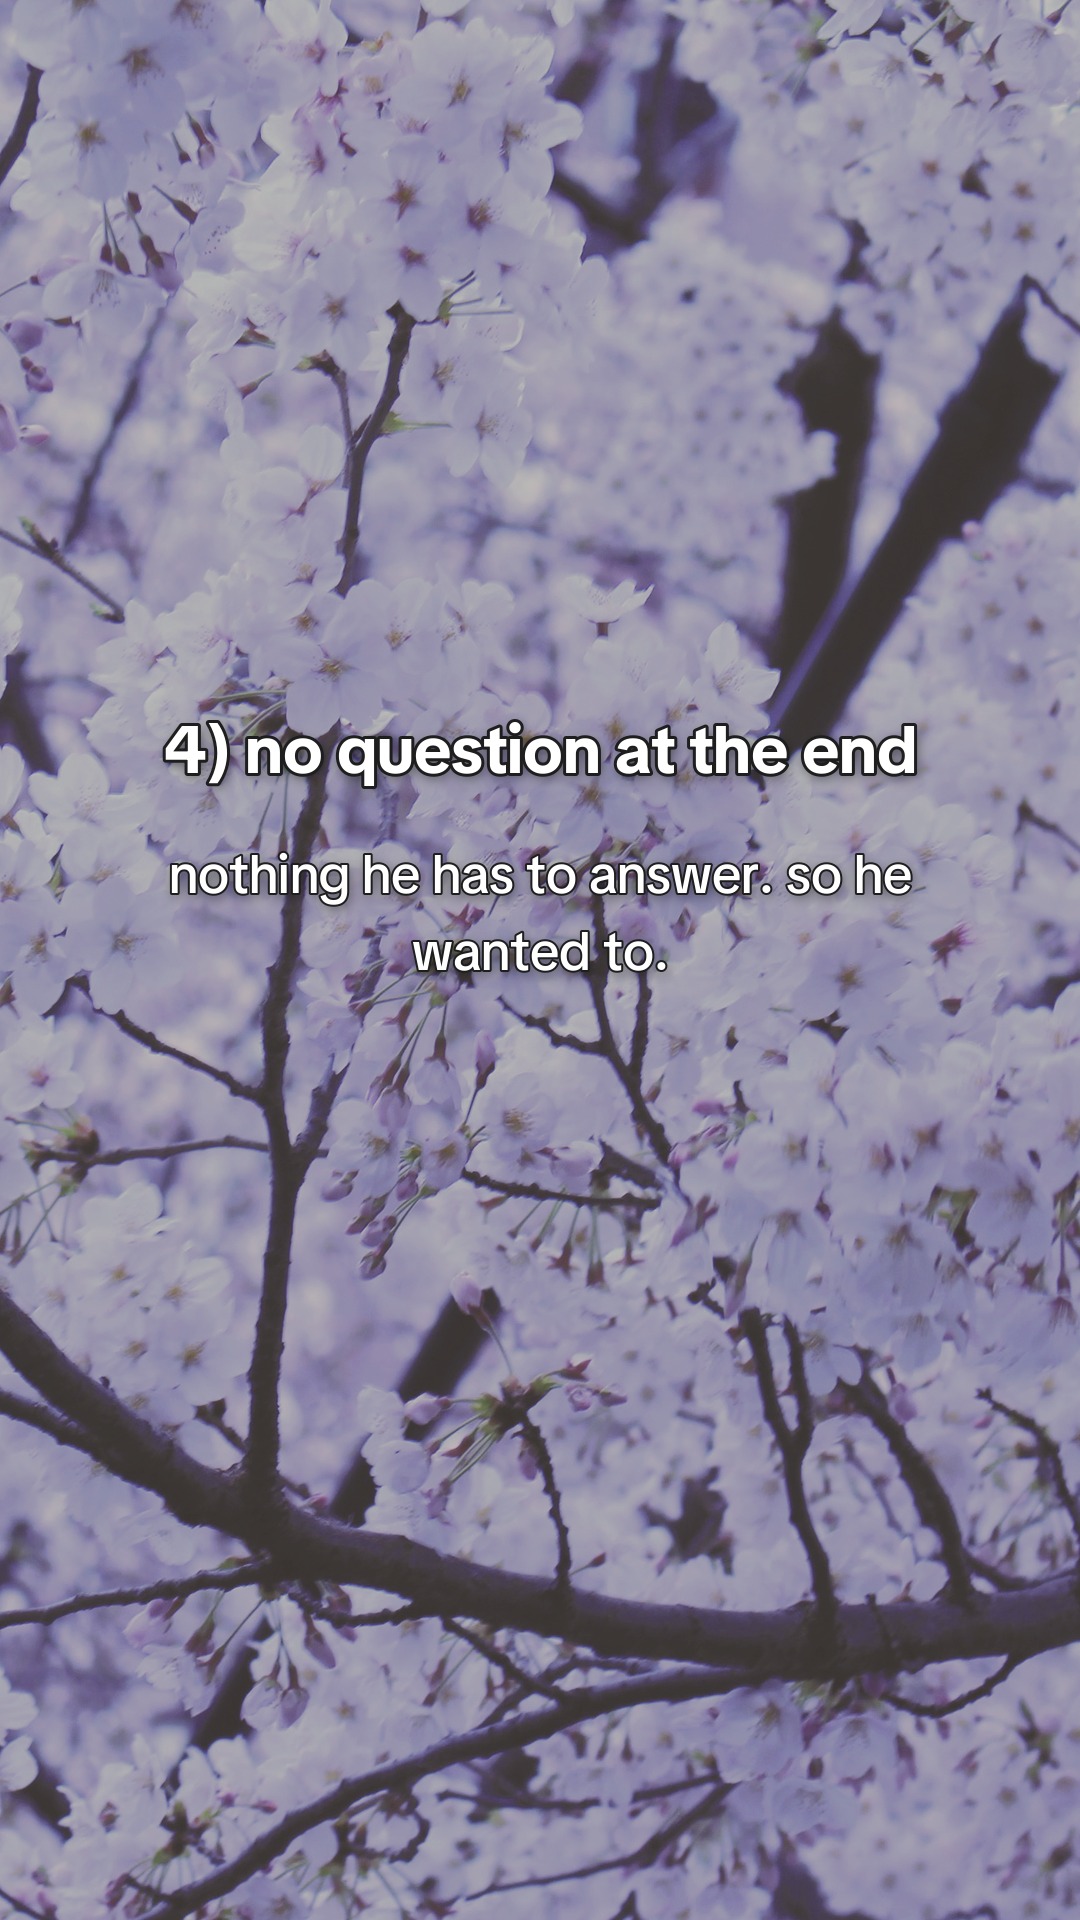 4) no question at the end
nothing he has to answer. so he
wanted to.